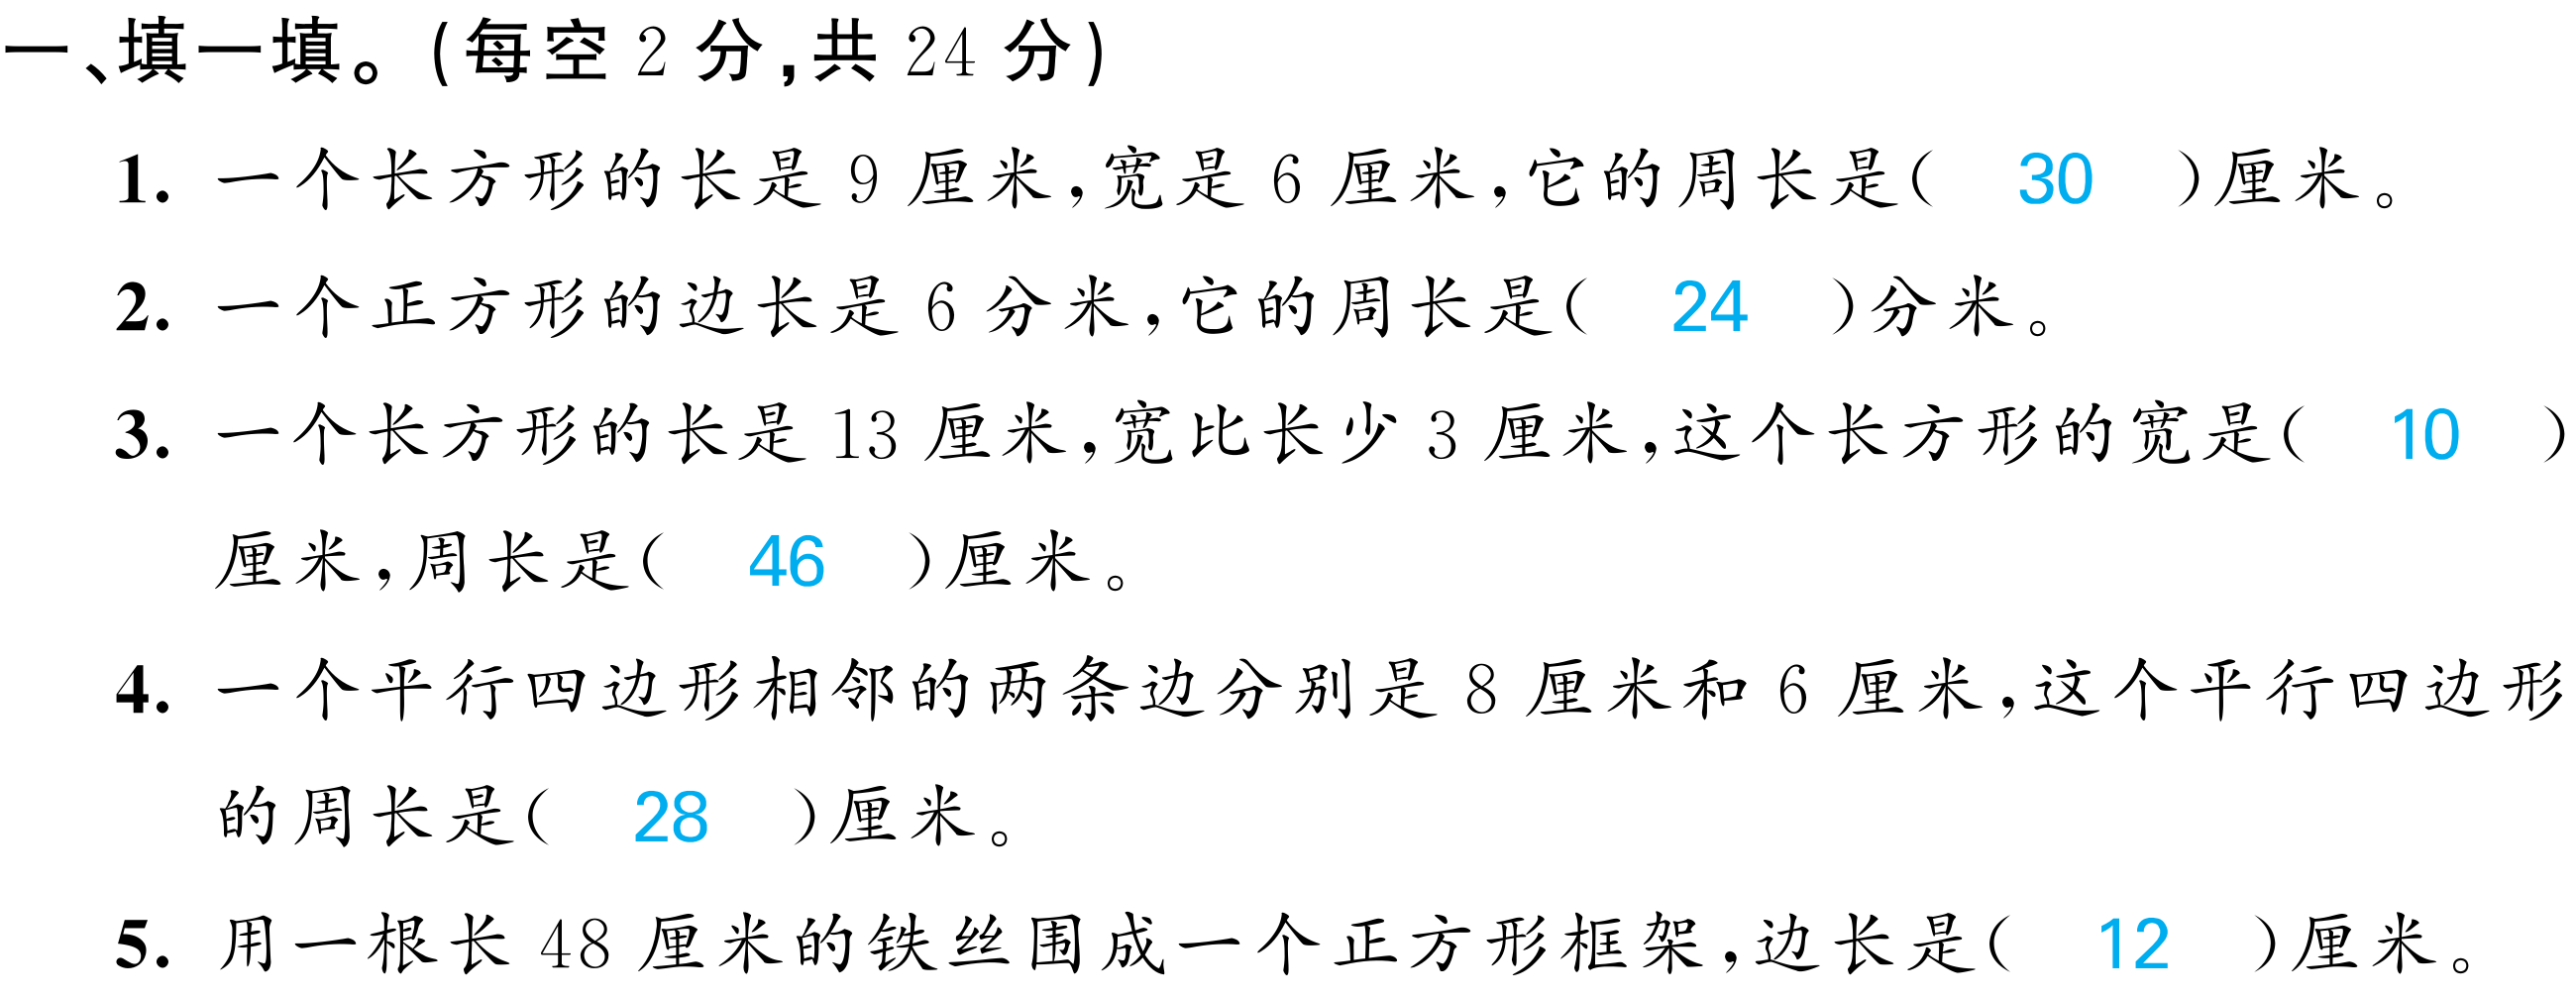 一、填一填。(每空 2 分,共 24 分)
1. 一个长方形的长是 9 厘米,宽是 6 厘米,它的周长是( 30 )厘米。
2. 一个正方形的边长是 6 分米,它的周长是( 24 )分米。
3. 一个长方形的长是 13 厘米,宽比长少 3 厘米,这个长方形的宽是( 10 )
厘米,周长是( 46 )厘米。
4. 一个平行四边形相邻的两条边分别是 8 厘米和 6 厘米,这个平行四边形
的周长是( 28 )厘米。
5. 用一根长 48 厘米的铁丝围成一个正方形框架,边长是( 12 )厘米。